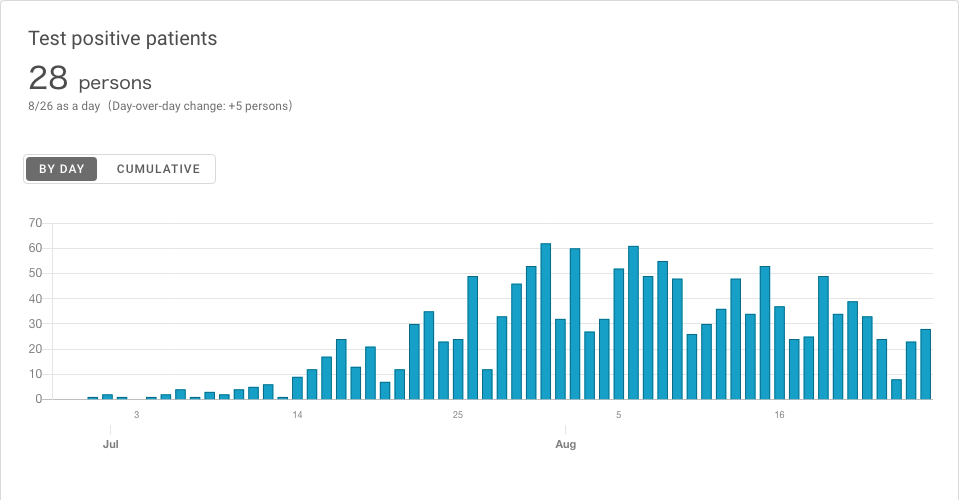 Test positive patients
28 persons
8/26 as a day（Day-over-day change: +5 persons）
BY DAY CUMULATIVE
70
60
50
40
30
20
10
0
3 14 25 5 16
Jul Aug